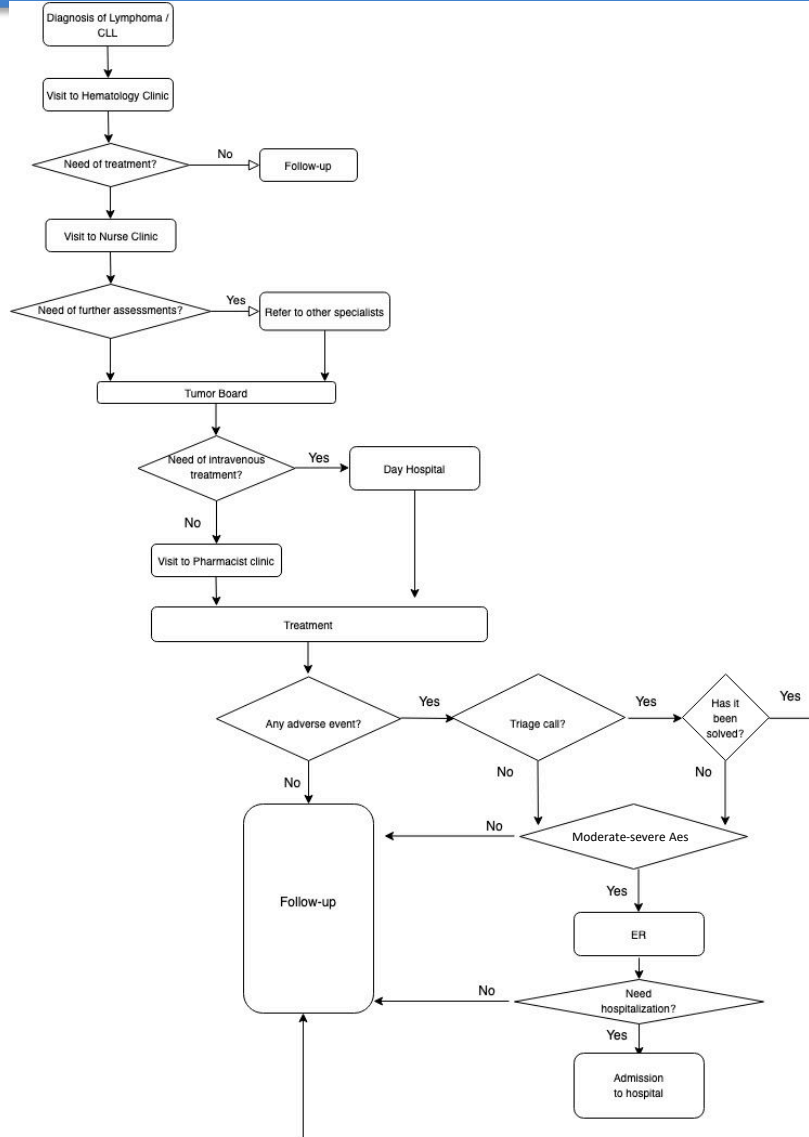 Diagnosis of Lymphoma /
CLL
Visit to Hematology Clinic
Need of treatment?
No
Follow-up
Visit to Nurse Clinic
Need of further assessments?
Yes
Refer to other specialists
Tumor Board
Need of intravenous
treatment?
Yes
Day Hospital
No
Visit to Pharmacist clinic
Treatment
Any adverse event?
Yes
Triage call?
Yes
Has it
been
solved?
Yes
No
No
No
Moderate-severe Aes
No
Follow-up
Yes
ER
Need
hospitalization?
No
Yes
Admission
to hospital